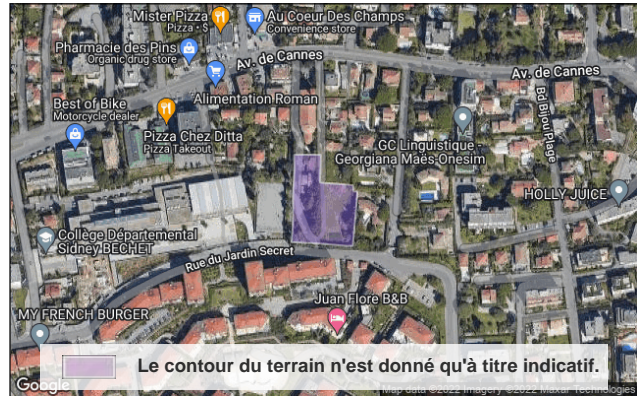 Mister Pizza
Pizza • $
Au Coeur Des Champs
Convenience store
Pharmacie des Pins
Organic drug store
Av. de Cannes
Av. de Cannes
Best of Bike
Motorcycle dealer
Alimentation Roman
Bd Bijou Plage
Pizza Chez Ditta
Pizza Takeout
GC Linguistique -
Georgiana Maës-Onesim
HOLLY JUICE
Collège Départemental
Sidney BECHET
Rue du Jardin Secret
Juan Flore B&B
MY FRENCH BURGER
Le contour du terrain n'est donné qu'à titre indicatif.
Google
Map data ©2022 Imagery ©2022 Maxar Technologies